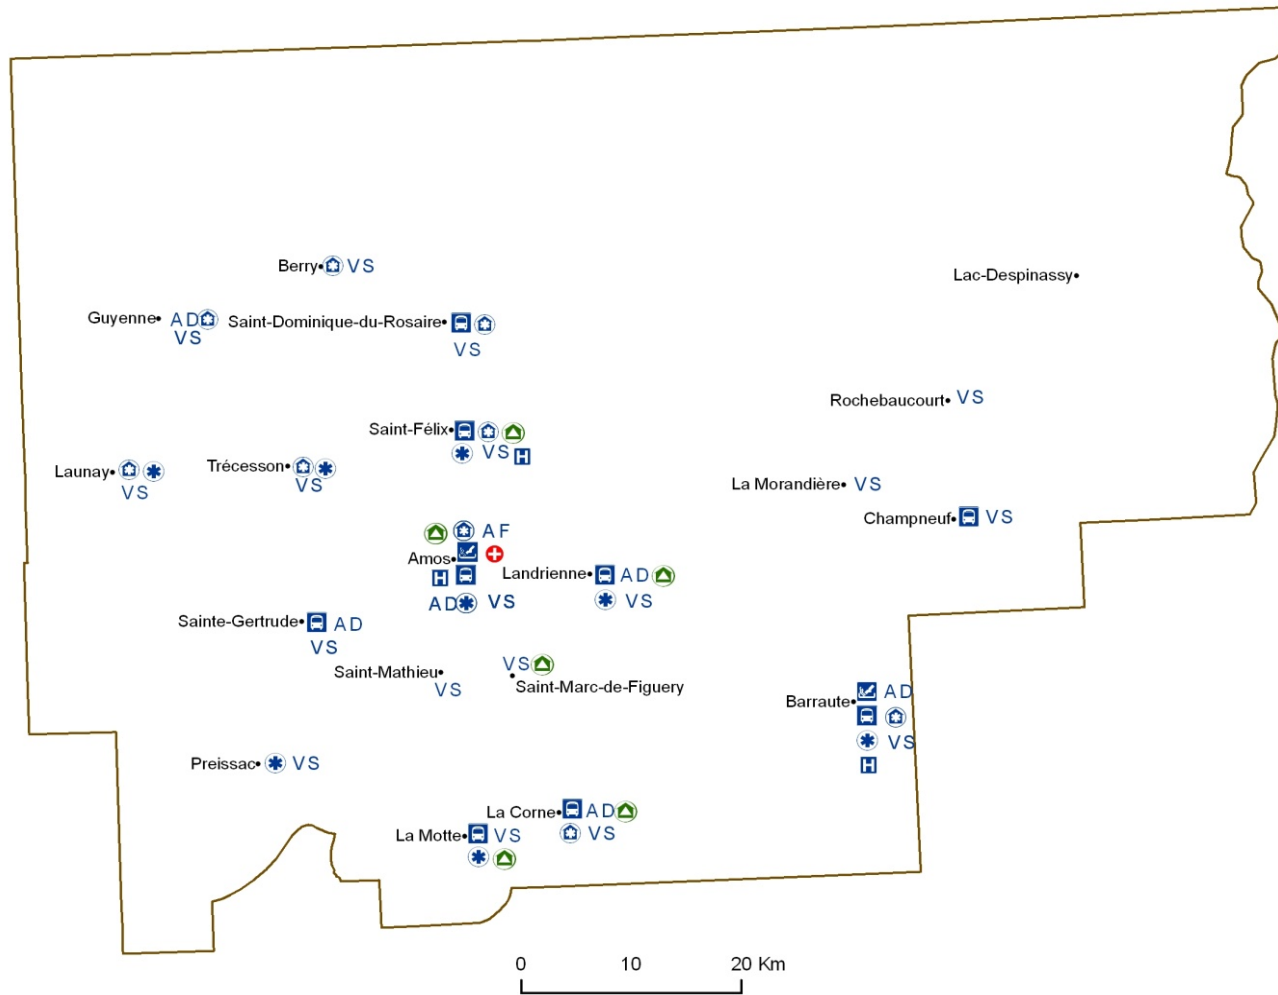 Berry VS
Lac-Despinassy
Guyenne AD
VS
Saint-Dominique-du-Rosaire
VS
Rochebaucourt VS
Saint-Félix
VS H
Launay
VS
Trécesson
VS
La Morandière VS
Champneuf VS
AF
Amos
H
AD VS
Landrienne AD
VS
Sainte-Gertrude AD
VS
Saint-Mathieu
VS
VS
Saint-Marc-de-Figuery
Barraute AD
VS
H
Preissac VS
La Corne AD
VS
La Motte VS
0 10 20 Km